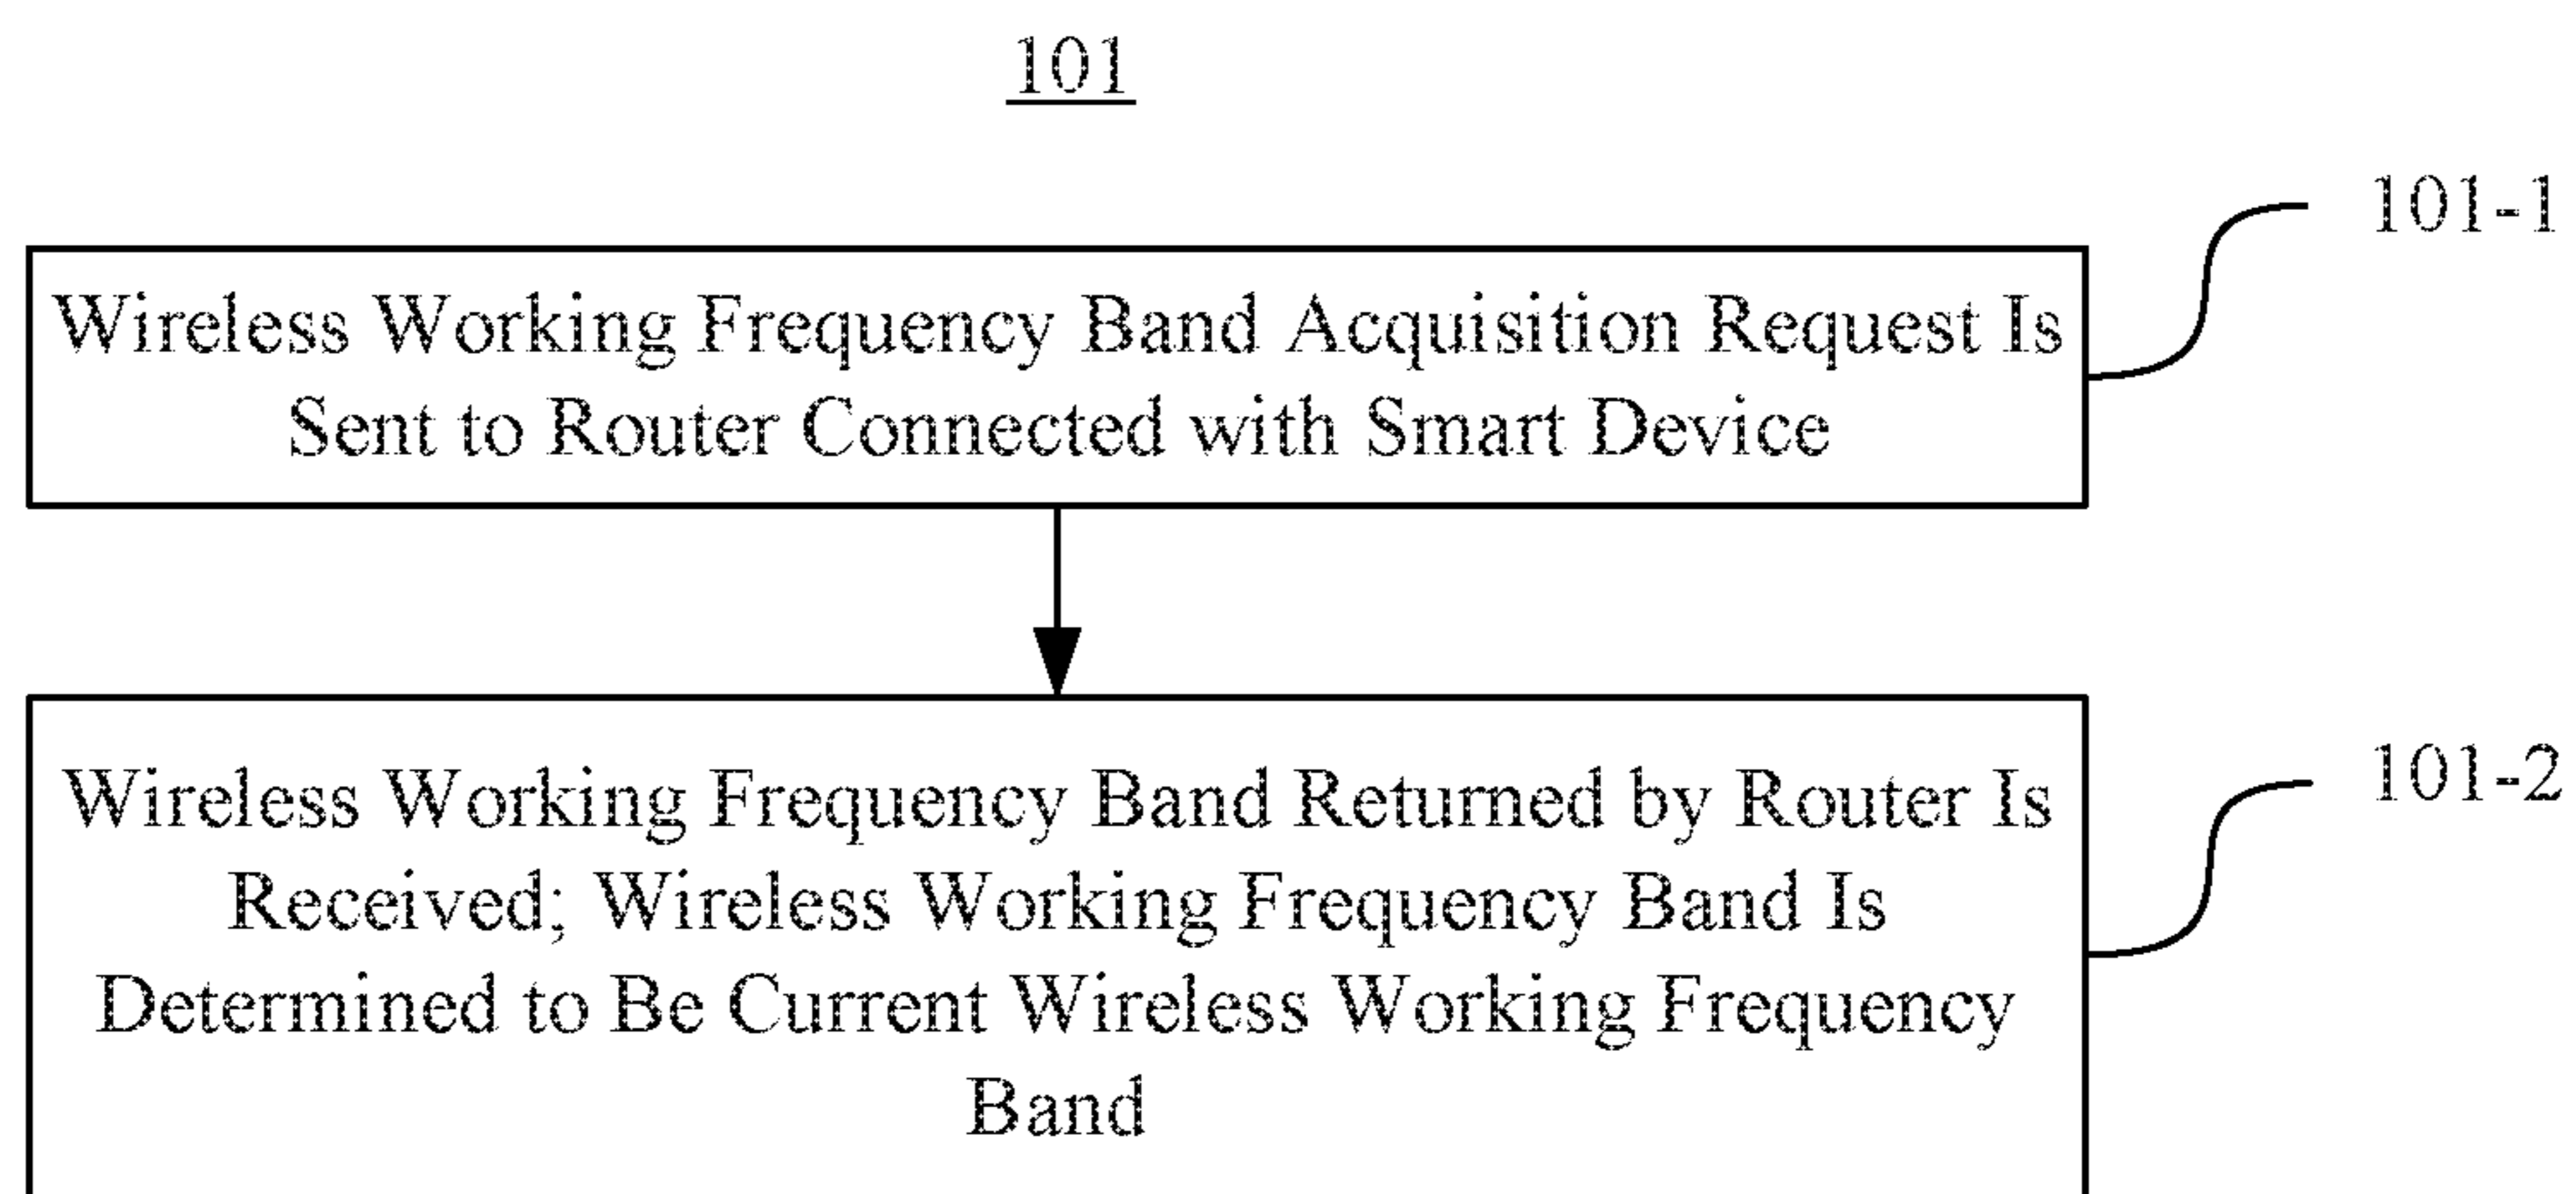 101
101-1
Wireless Working Frequency Band Acquisition Request Is
Sent to Router Connected with Smart Device
101-2
Wireless Working Frequency Band Returned by Router Is
Received; Wireless Working Frequency Band Is
Determined to Be Current Wireless Working Frequency
Band